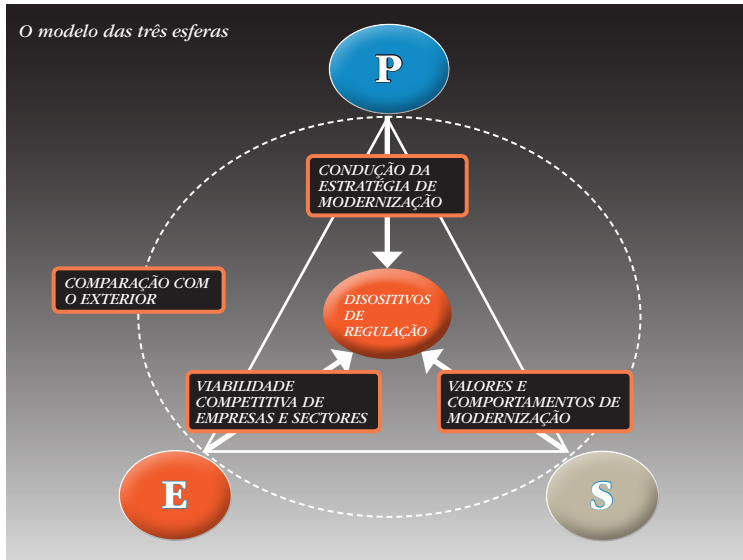 O modelo das três esferas
P
CONDUÇÃO DA
ESTRATÉGIA DE
MODERNIZAÇÃO
COMPARAÇÃO COM
O EXTERIOR
DISOSITIVOS
DE
REGULAÇÃO
VIABILIDADE
COMPETITIVA DE
EMPRESAS E SECTORES
VALORES E
COMPORTAMENTOS DE
MODERNIZAÇÃO
E
S